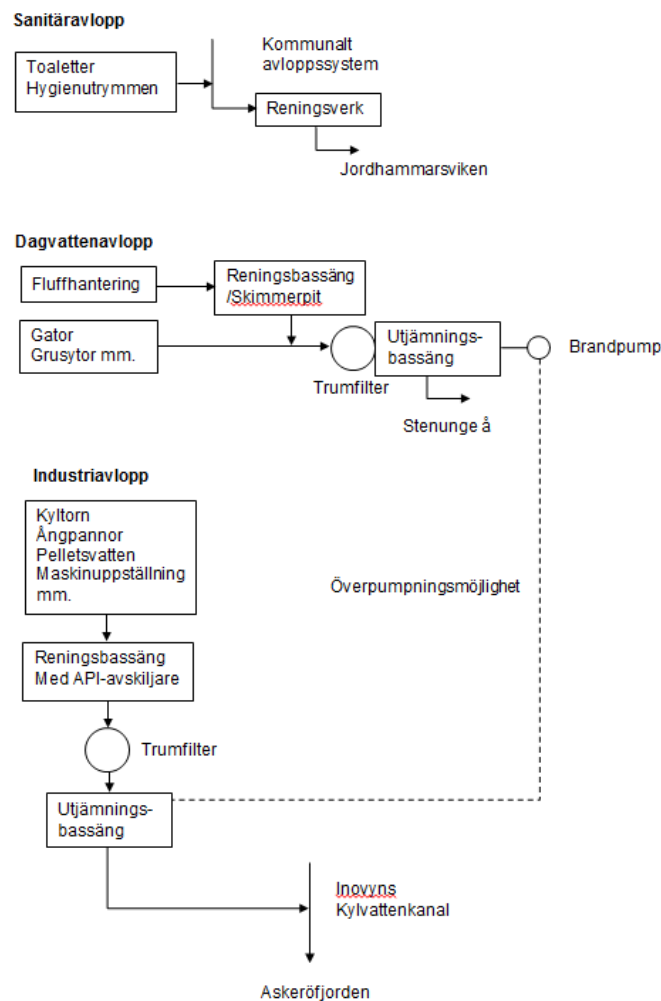 Sanitäravlopp
Toaletter
Hygienutrymmen
Kommunalt
avloppssystem
Reningsverk
Jordhammarsviken
Dagvattenavlopp
Fluffhantering
Reningsbassäng
/Skimmerpit
Gator
Grusytor mm.
Trumfilter
Utjämnings-
bassäng
Brandpump
Stenunge å
Industriavlopp
Kyltorn
Ångpannor
Pelletsvatten
Maskinuppställning
mm.
Överpumpningsmöjlighet
Reningsbassäng
Med API-avskiljare
Trumfilter
Utjämnings-
bassäng
Inovyns
Kylvattenkanal
Askeröfjorden